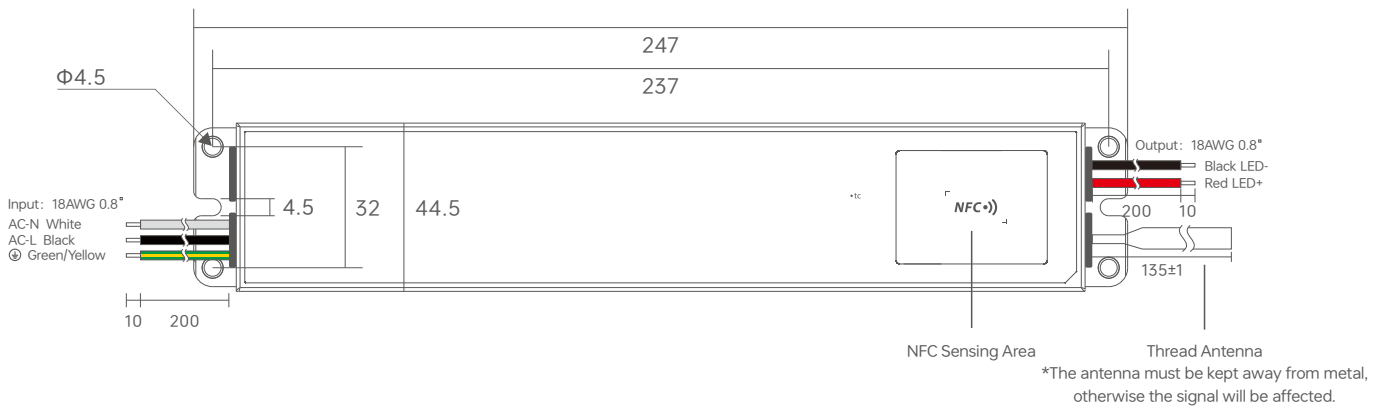 247
237
Φ4.5
Output: 18AWG 0.8"
Black LED-
Red LED+
200 10
Input: 18AWG 0.8"
AC-N White
AC-L Black
Green/Yellow
4.5 32 44.5
•tc
NFC
135±1
10 200
NFC Sensing Area
Thread Antenna
*The antenna must be kept away from metal,
otherwise the signal will be affected.